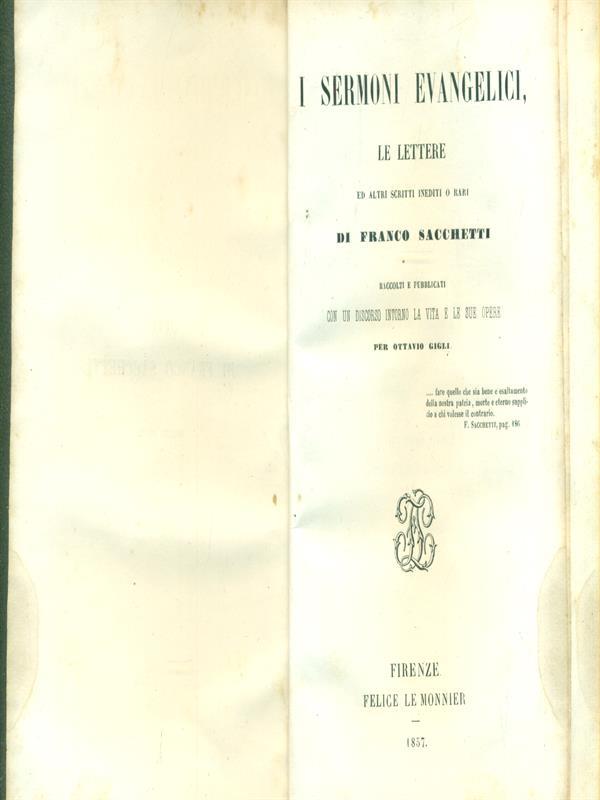 I SERMONI EVANGELICI,
LE LETTERE
ED ALTRI SCRITTI INEDITI O RARI
DI FRANCO SACCHETTI
RACCOLTI E PUBBLICATI
CON UN DISCORSO INTORNO LA VITA E LE SUE OPERE
PER OTTAVIO GIGLI.
.... fare quello che sia bene e esaltamento
della nostra patria, morte e eterno suppli-
cio a chi volesse il contrario.
F. SACCHETTI, pag. 186
FIRENZE.
FELICE LE MONNIER
—
1857.